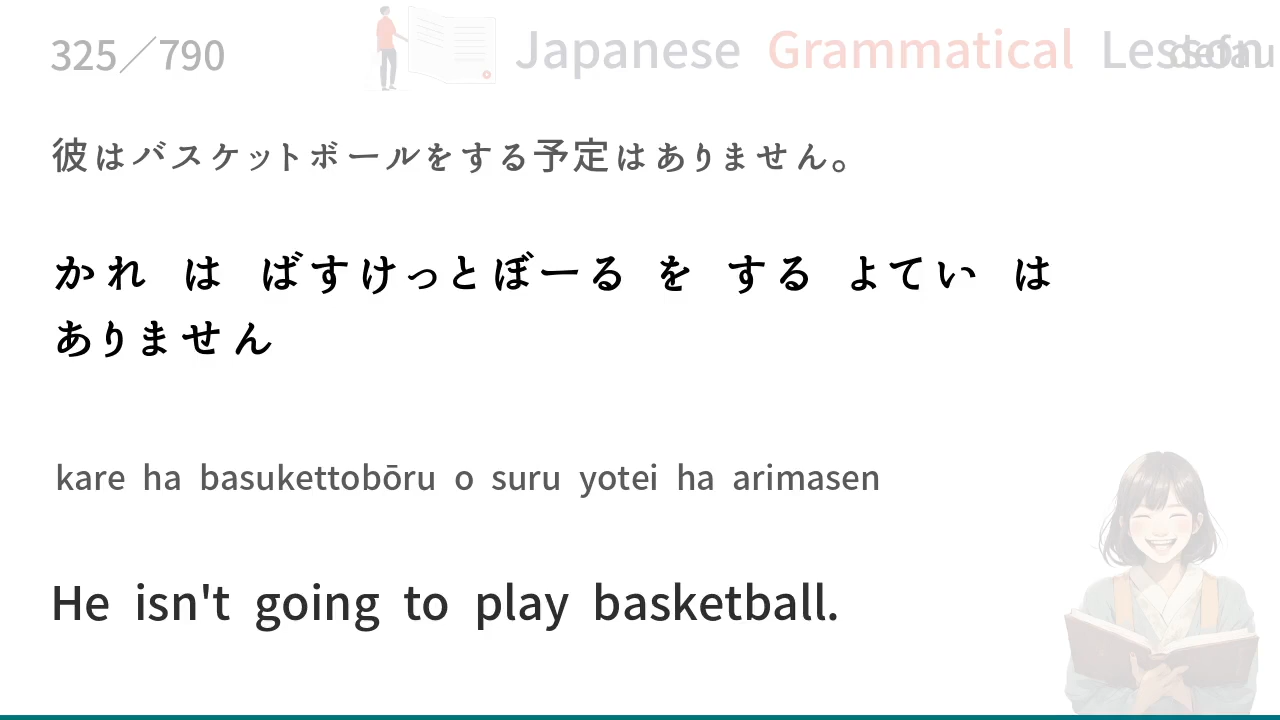 325／790
Japanese Grammatical Lesson
彼はバスケットボールをする予定はありません。
かれ は ばすけっとぼーる を する よてい は
ありません
kare ha basukettobōru o suru yotei ha arimasen
He isn't going to play basketball.